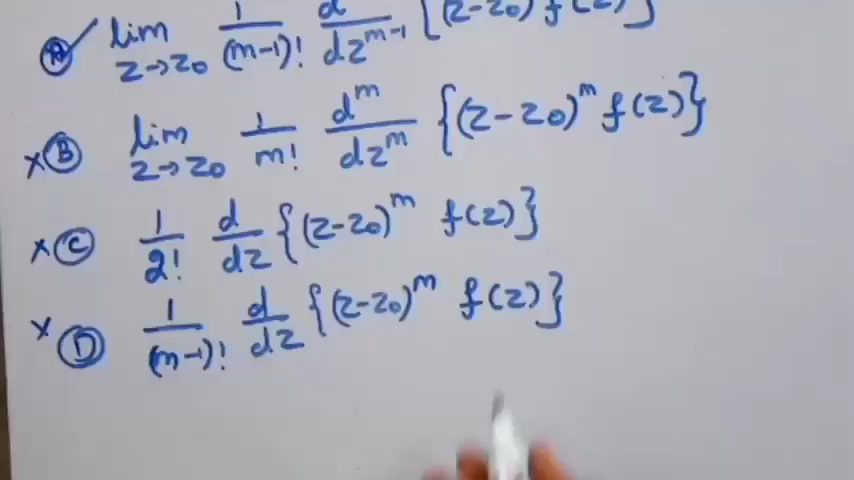 Ⓐ✓ lim z→z0 1/(m-1)! d/dz^m-1 {(z-z0) f(z)}
×Ⓑ lim z→z0 1/m! d^m/dz^m {(z-z0)^m f(z)}
×Ⓒ 1/2! d/dz {(z-z0)^m f(z)}
×Ⓓ 1/(m-1)! d/dz {(z-z0)^m f(z)}